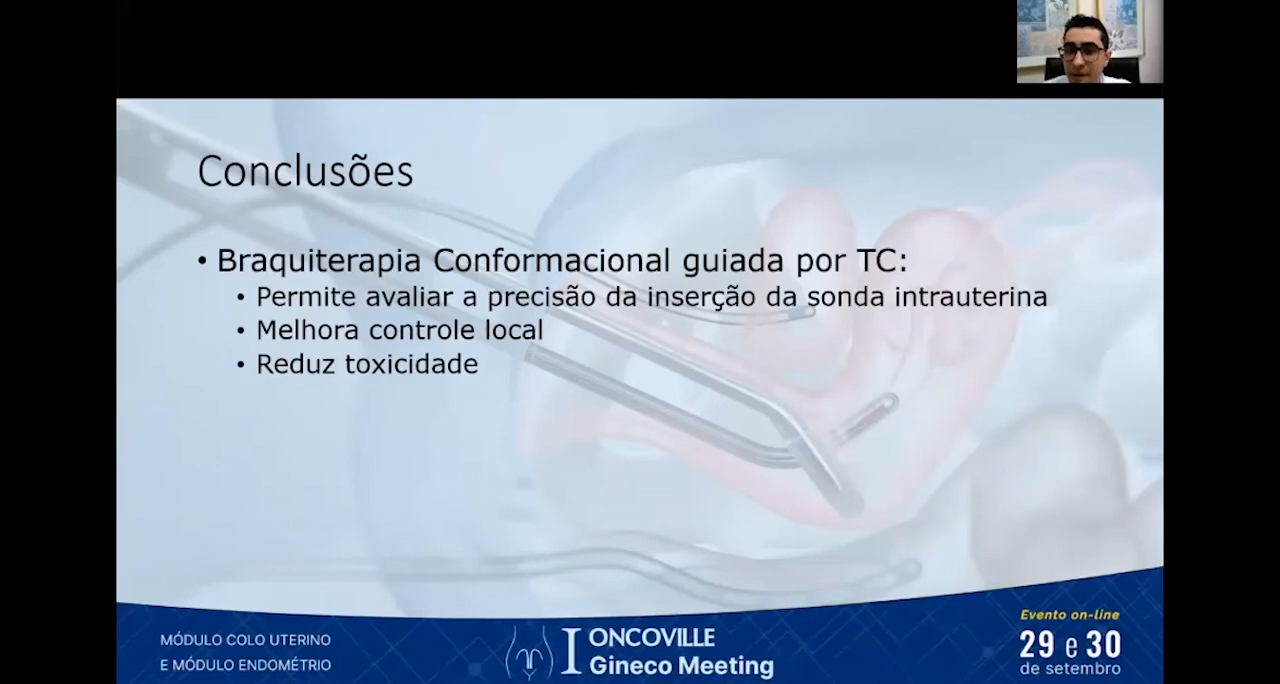 Conclusões
• Braquiterapia Conformacional guiada por TC:
• Permite avaliar a precisão da inserção da sonda intrauterina
• Melhora controle local
• Reduz toxicidade
MÓDULO COLO UTERINO
E MÓDULO ENDOMÉTRIO
I ONCOVILLE
Gineco Meeting
Evento on-line
29 e 30
de setembro